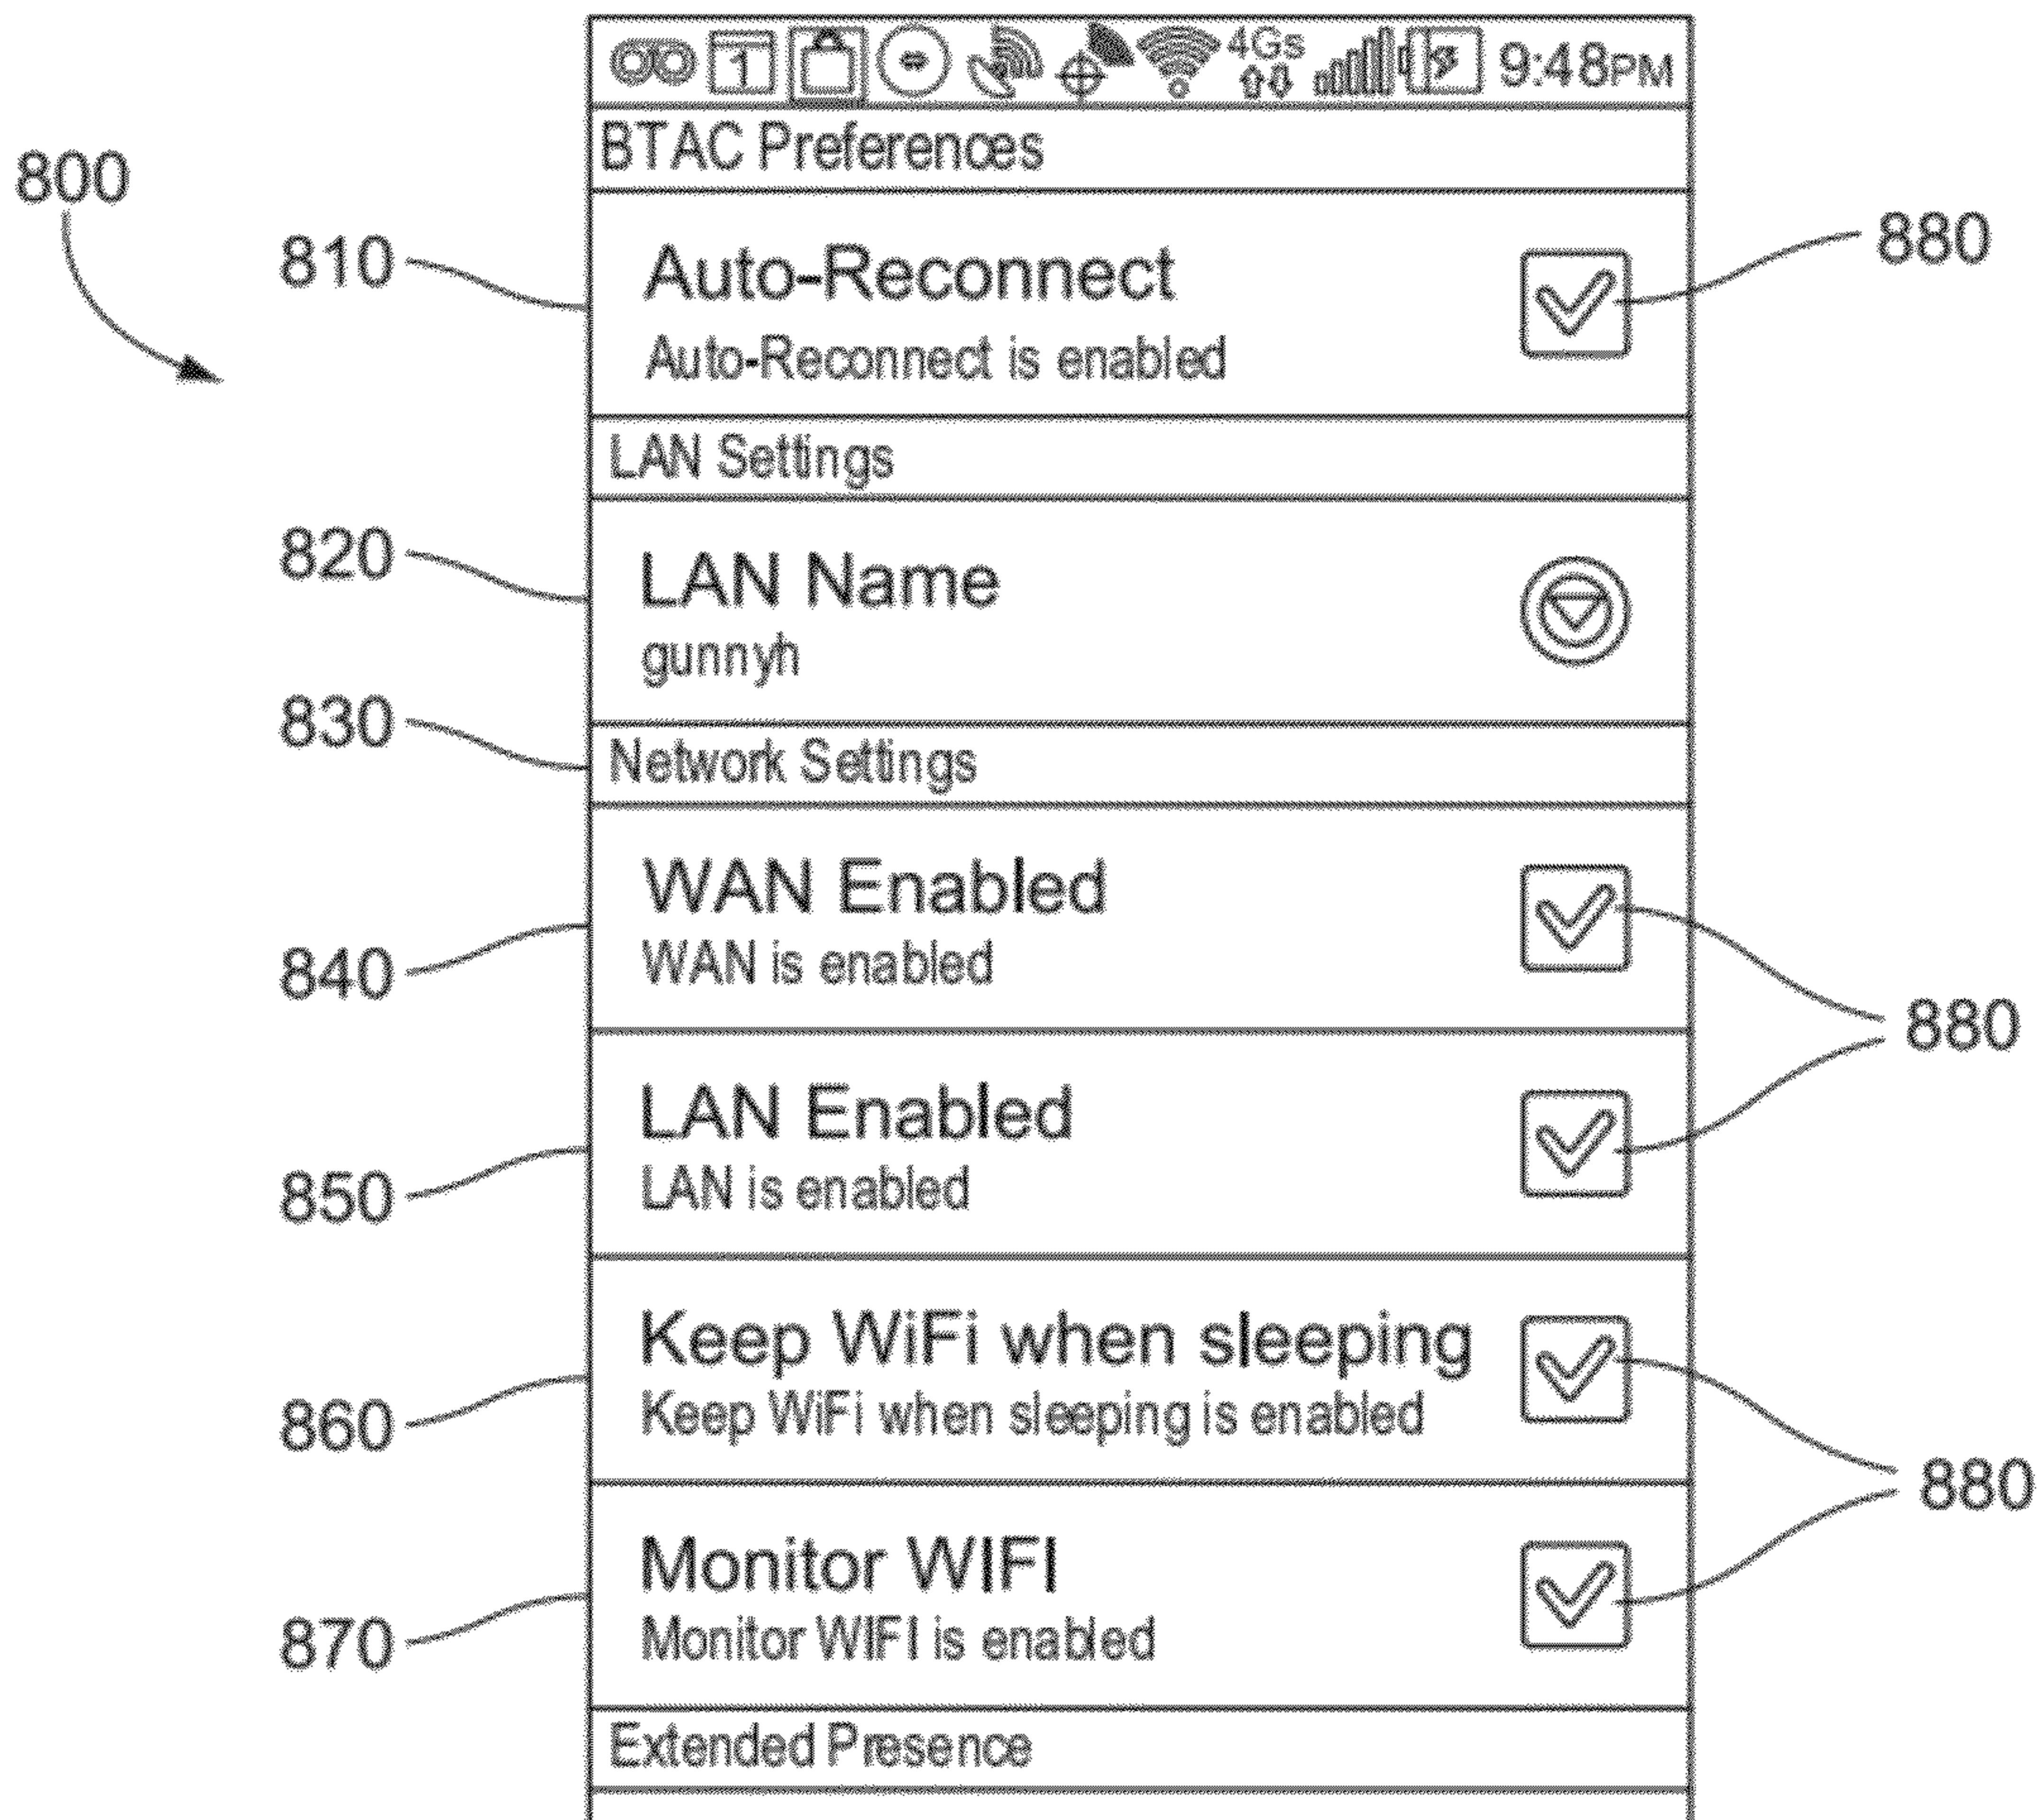 4Gs
1 9:48PM
BTAC Preferences
800
810
Auto-Reconnect
880
Auto-Reconnect is enabled
LAN Settings
820
LAN Name
gunnyh
830
Network Settings
WAN Enabled
840
WAN is enabled
880
LAN Enabled
850
LAN is enabled
Keep WiFi when sleeping
860
Keep WiFi when sleeping is enabled
880
Monitor WIFI
870
Monitor WIFI is enabled
Extended Presence